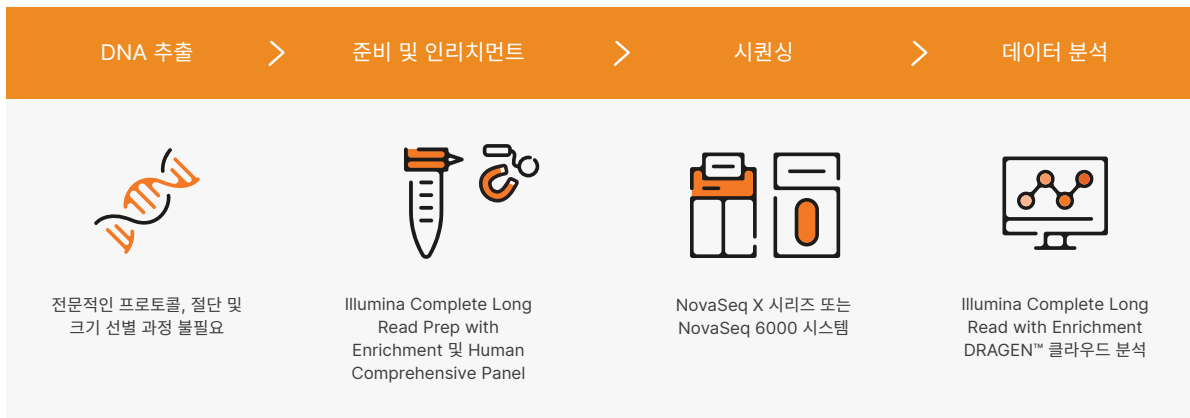 DNA 추출
준비 및 인리치먼트
시퀀싱
데이터 분석
전문적인 프로토콜, 절단 및
크기 선별 과정 불필요
Illumina Complete Long
Read Prep with
Enrichment 및 Human
Comprehensive Panel
NovaSeq X 시리즈 또는
NovaSeq 6000 시스템
Illumina Complete Long
Read with Enrichment
DRAGEN™ 클라우드 분석